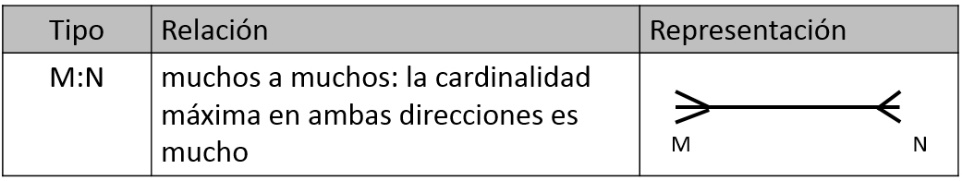 Tipo Relación Representación
M:N muchos a muchos: la cardinalidad
máxima en ambas direcciones es
mucho
M N